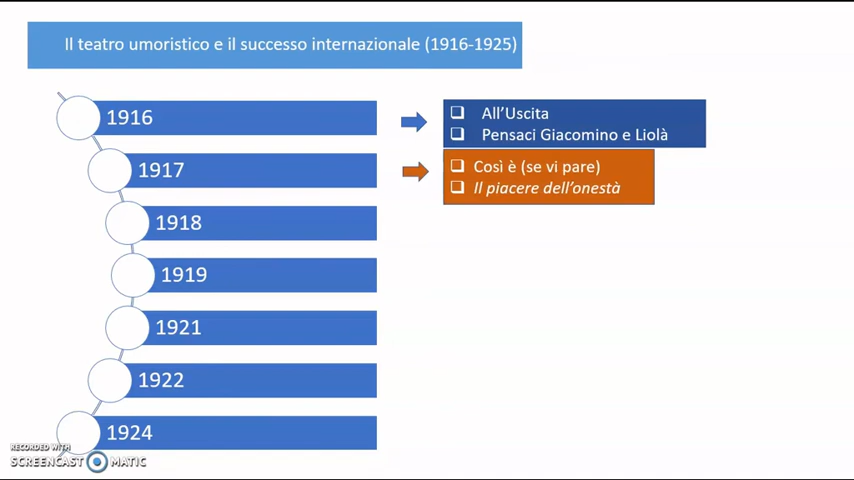 Il teatro umoristico e il successo internazionale (1916-1925)
1916
All'Uscita
Pensaci Giacomino e Liolà
1917
Così è (se vi pare)
Il piacere dell'onestà
1918
1919
1921
1922
1924
RECORDED WITH
SCREENCAST MATIC